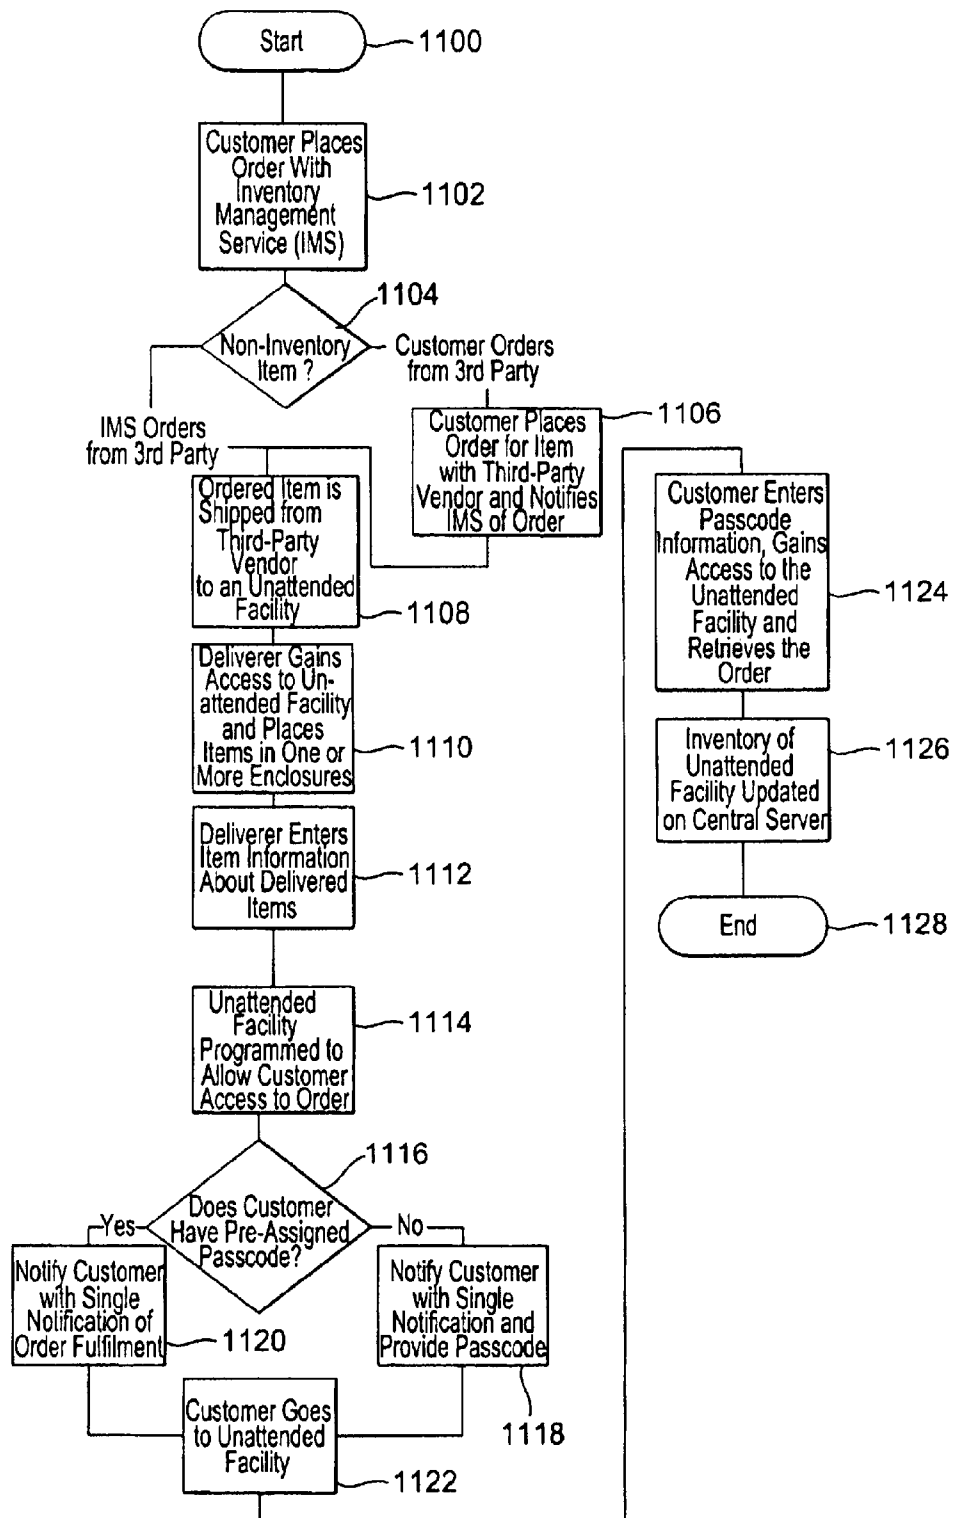 Start
1100
Customer Places
Order With
Inventory
Management
Service (IMS)
1102
1104
Non-Inventory
Item ?
Customer Orders
from 3rd Party
IMS Orders
from 3rd Party
1106
Customer Places
Order for Item
with Third-Party
Vendor and Notifies
IMS of Order
Ordered Item is
Shipped from
Third-Party
Vendor
to an Unattended
Facility
1108
Deliverer Gains
Access to Un-
attended Facility
and Places
Items in One or
More Enclosures
1110
Deliverer Enters
Item Information
About Delivered
Items
1112
Unattended
Facility
Programmed to
Allow Customer
Access to Order
1114
1116
Does Customer
Have Pre-Assigned
Passcode?
Yes
No
Notify Customer
with Single
Notification of
Order Fulfilment
1120
Notify Customer
with Single
Notification and
Provide Passcode
1118
Customer Goes
to Unattended
Facility
1122
Customer Enters
Passcode
Information, Gains
Access to the
Unattended
Facility and
Retrieves the
Order
1124
Inventory of
Unattended
Facility Updated
on Central Server
1126
End
1128